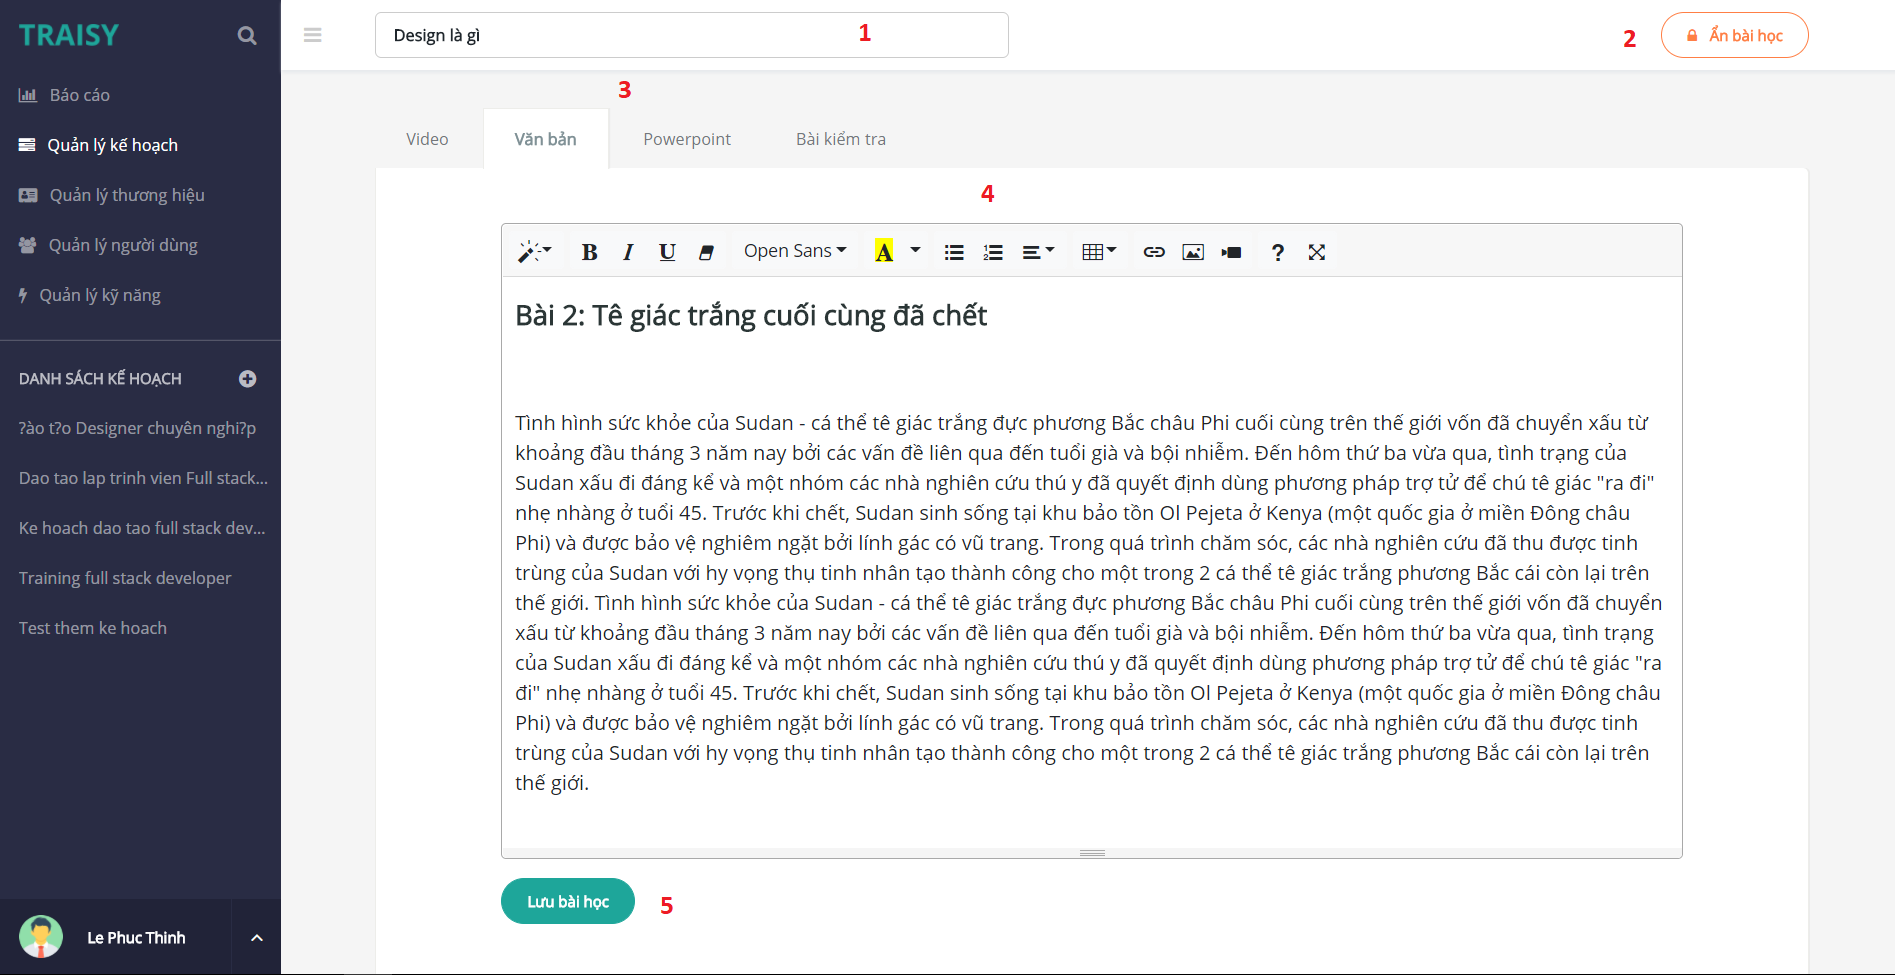 TRAISY
Báo cáo
Quản lý kế hoạch
Quản lý thương hiệu
Quản lý người dùng
Quản lý kỹ năng
DANH SÁCH KẾ HOẠCH
?ào t?o Designer chuyên nghi?p
Dao tao lap trinh vien Full stack...
Ke hoach dao tao full stack dev...
Training full stack developer
Test them ke hoach
Le Phuc Thinh
Design là gì
1
2
Ẩn bài học
3
Video
Văn bản
Powerpoint
Bài kiểm tra
4
B I U Open Sans A ?
Bài 2: Tê giác trắng cuối cùng đã chết
Tình hình sức khỏe của Sudan - cá thể tê giác trắng đực phương Bắc châu Phi cuối cùng trên thế giới vốn đã chuyển xấu từ
khoảng đầu tháng 3 năm nay bởi các vấn đề liên qua đến tuổi già và bội nhiễm. Đến hôm thứ ba vừa qua, tình trạng của
Sudan xấu đi đáng kể và một nhóm các nhà nghiên cứu thú y đã quyết định dùng phương pháp trợ tử để chú tê giác "ra đi"
nhẹ nhàng ở tuổi 45. Trước khi chết, Sudan sinh sống tại khu bảo tồn Ol Pejeta ở Kenya (một quốc gia ở miền Đông châu
Phi) và được bảo vệ nghiêm ngặt bởi lính gác có vũ trang. Trong quá trình chăm sóc, các nhà nghiên cứu đã thu được tinh
trùng của Sudan với hy vọng thụ tinh nhân tạo thành công cho một trong 2 cá thể tê giác trắng phương Bắc cái còn lại trên
thế giới. Tình hình sức khỏe của Sudan - cá thể tê giác trắng đực phương Bắc châu Phi cuối cùng trên thế giới vốn đã chuyển
xấu từ khoảng đầu tháng 3 năm nay bởi các vấn đề liên qua đến tuổi già và bội nhiễm. Đến hôm thứ ba vừa qua, tình trạng
của Sudan xấu đi đáng kể và một nhóm các nhà nghiên cứu thú y đã quyết định dùng phương pháp trợ tử để chú tê giác "ra
đi" nhẹ nhàng ở tuổi 45. Trước khi chết, Sudan sinh sống tại khu bảo tồn Ol Pejeta ở Kenya (một quốc gia ở miền Đông châu
Phi) và được bảo vệ nghiêm ngặt bởi lính gác có vũ trang. Trong quá trình chăm sóc, các nhà nghiên cứu đã thu được tinh
trùng của Sudan với hy vọng thụ tinh nhân tạo thành công cho một trong 2 cá thể tê giác trắng phương Bắc cái còn lại trên
thế giới.
Lưu bài học
5